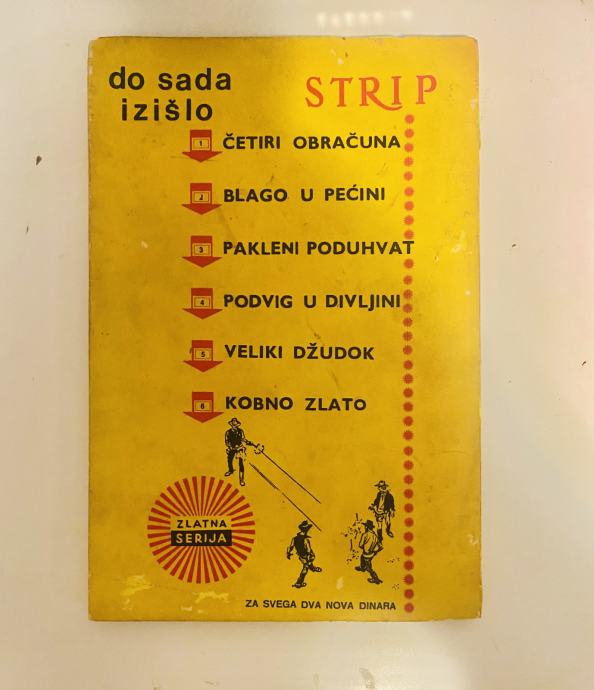 do sada
izišlo
STRIP
1 ČETIRI OBRAČUNA
2 BLAGO U PEĆINI
3 PAKLENI PODUHVAT
4 PODVIG U DIVLJINI
5 VELIKI DŽUDOK
6 KOBNO ZLATO
ZLATNA
SERIJA
ZA SVEGA DVA NOVA DINARA